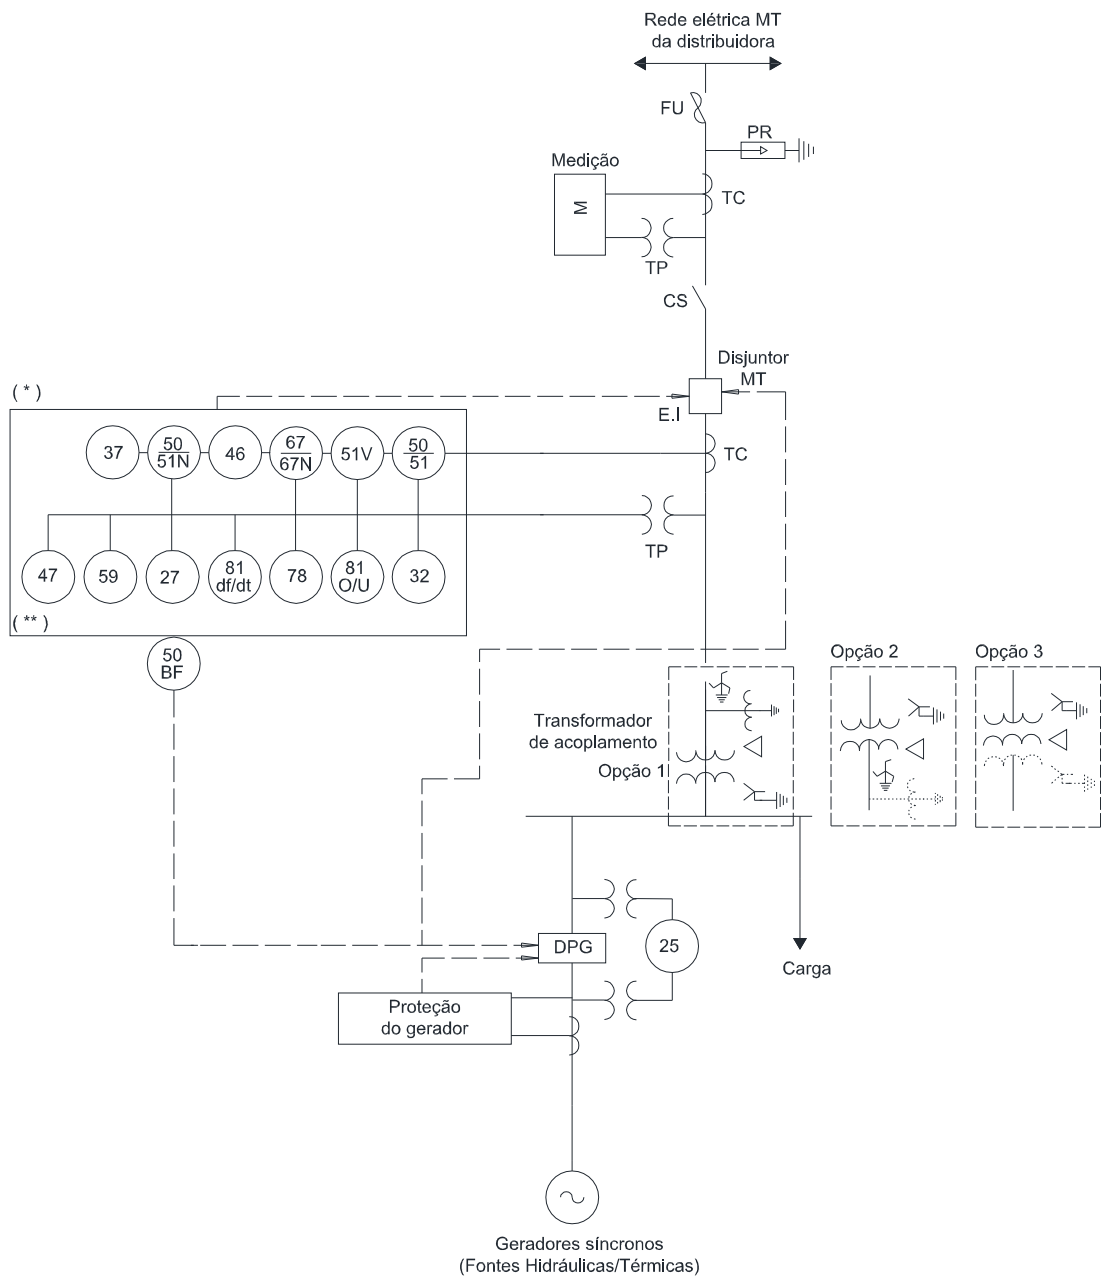 Rede elétrica MT
da distribuidora
FU
PR
Medição
M
TC
TP
CS
Disjuntor
MT
E.I
( * )
37
50
51N
46
67
67N
51V
50
51
TC
TP
47
59
27
81
df/dt
78
81
O/U
32
( ** )
50
BF
Transformador
de acoplamento
Opção 1
Opção 2
Opção 3
DPG
25
Carga
Proteção
do gerador
Geradores síncronos
(Fontes Hidráulicas/Térmicas)